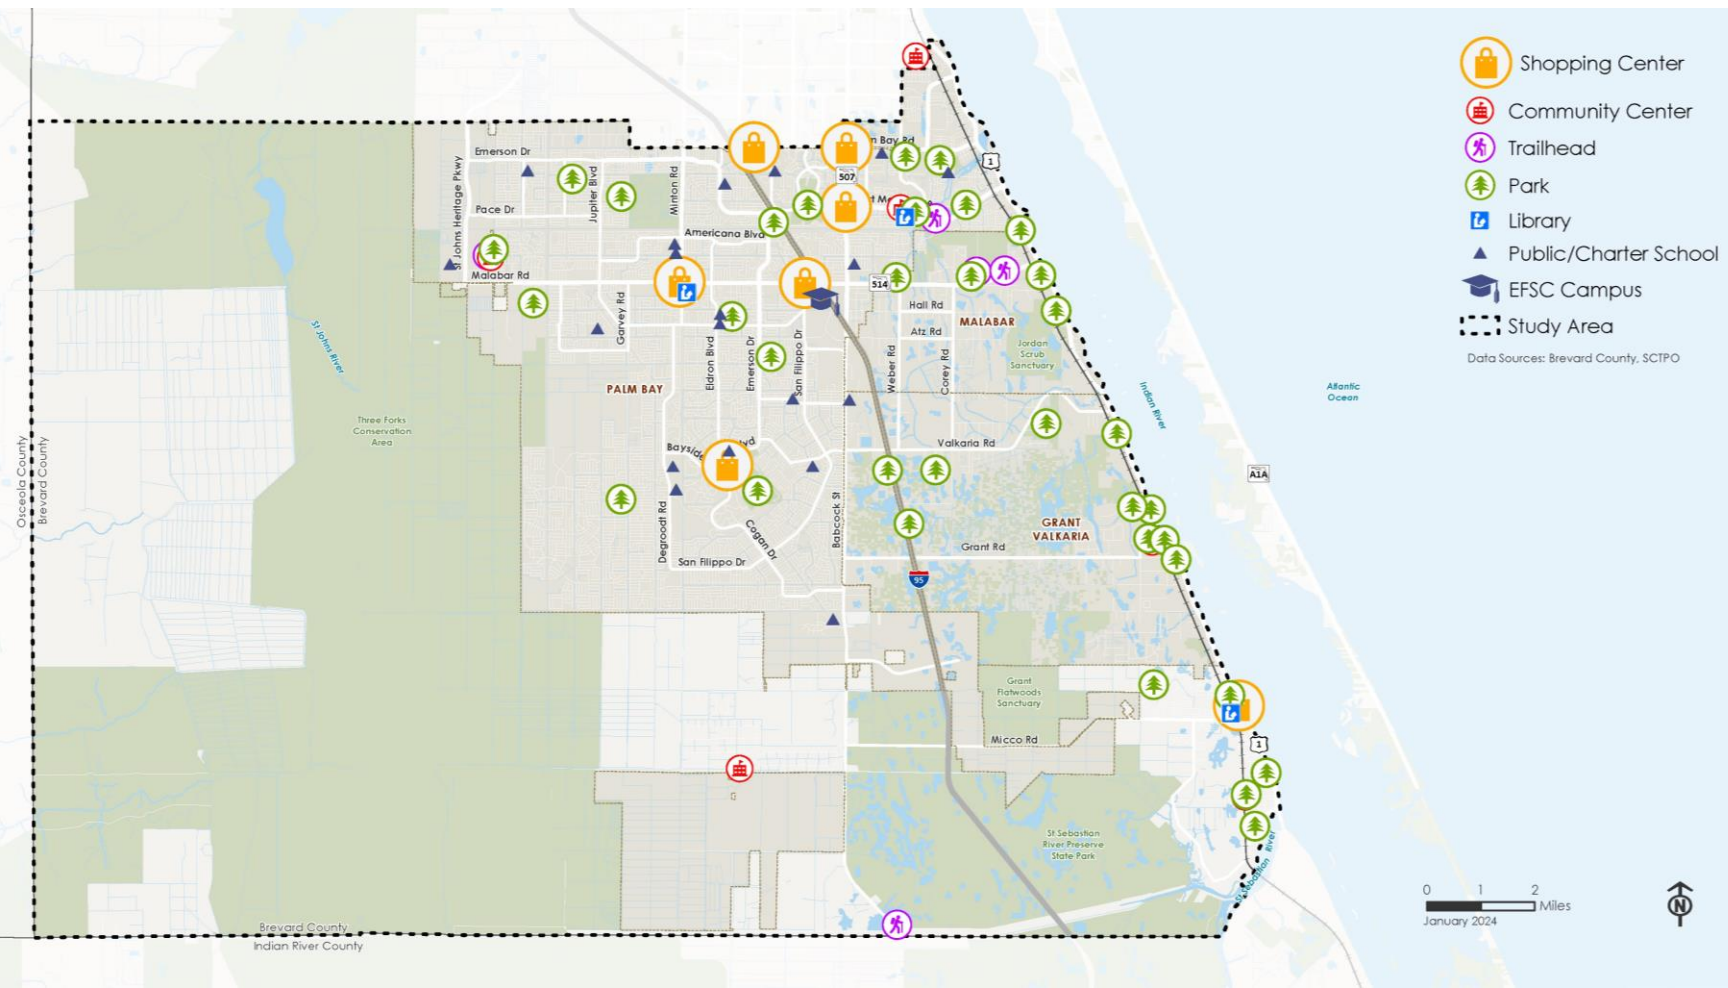 Shopping Center
Community Center
Trailhead
Park
Library
Public/Charter School
EFSC Campus
Study Area
Data Sources: Brevard County, SCTPO
n Bay Rd
Emerson Dr
1
507
St Johns Heritage Pkwy
Jupiter Blvd
Minton Rd
Pace Dr
Americana Blvd
Malabar Rd
514
Hall Rd
Garvey Rd
MALABAR
Atz Rd
St Johns River
Jordan
Scrub
Sanctuary
Eldron Blvd
Emerson Dr
San Filippo Dr
Weber Rd
Corey Rd
PALM BAY
Indian River
Atlantic
Ocean
Three Forks
Conservation
Area
Valkaria Rd
Osceola County
Brevard County
A1A
Degroodt Rd
Cogan Dr
Babcock St
GRANT
VALKARIA
Grant Rd
San Filippo Dr
95
Grant
Flatwoods
Sanctuary
Micco Rd
1
St Sebastian
River Preserve
State Park
St Sebastian River
0 1 2
Miles
January 2024
N
Brevard County
Indian River County